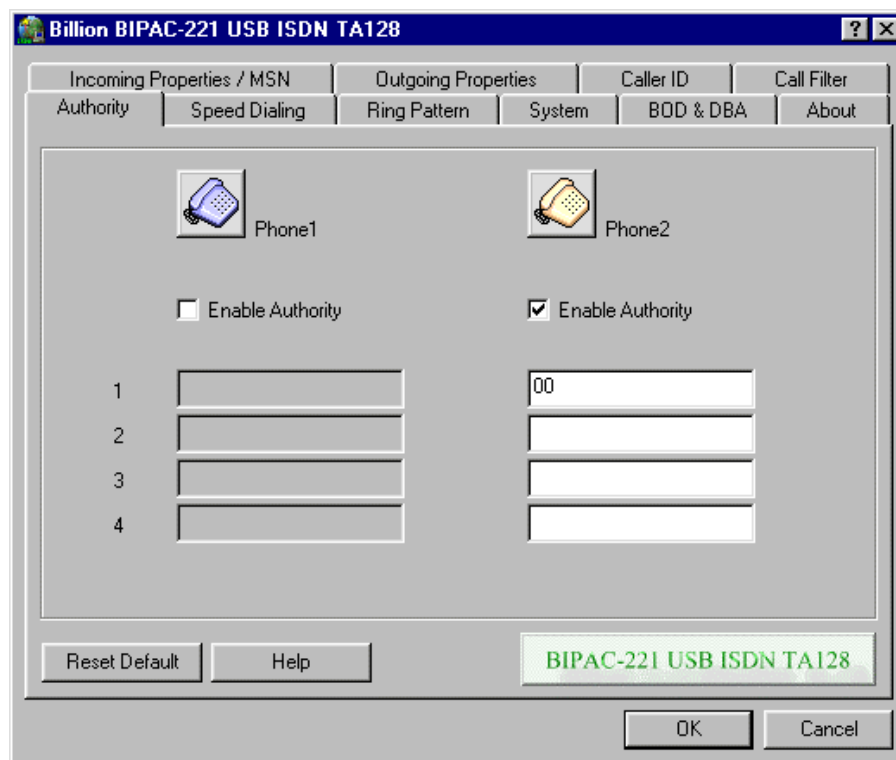 Billion BIPAC-221 USB ISDN TA128
Incoming Properties / MSN Outgoing Properties Caller ID Call Filter
Authority Speed Dialing Ring Pattern System BOD & DBA About
Phone1 Phone2
Enable Authority Enable Authority
1 00
2
3
4
Reset Default Help BIPAC-221 USB ISDN TA128
OK Cancel